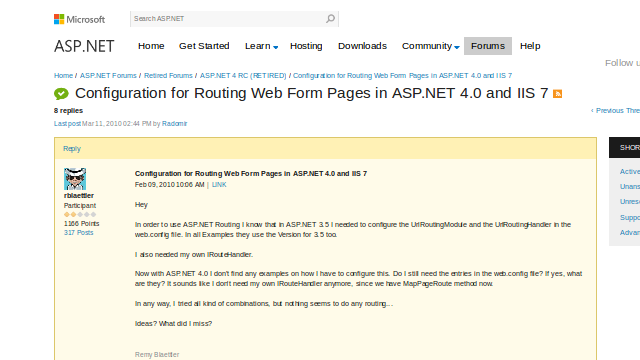 Microsoft
Search ASP.NET
ASP.NET Home Get Started Learn Hosting Downloads Community Forums Help
Follow u
Home / ASP.NET Forums / Retired Forums / ASP.NET 4 RC (RETIRED) / Configuration for Routing Web Form Pages in ASP.NET 4.0 and IIS 7
Configuration for Routing Web Form Pages in ASP.NET 4.0 and IIS 7
8 replies
‹ Previous Thre
Last post Mar 11, 2010 02:44 PM by Radomir
Reply
SHOR
Active
Unans
Unreso
Suppo
Advan
rblaettler
Participant
1166 Points
317 Posts
Configuration for Routing Web Form Pages in ASP.NET 4.0 and IIS 7
Feb 09, 2010 10:06 AM | LINK
Hey
In order to use ASP.NET Routing I know that in ASP.NET 3.5 I needed to configure the UrlRoutingModule and the UrlRoutingHandler in the
web.config file. In all Examples they use the Version for 3.5 too.
I also needed my own IRouteHandler.
Now with ASP.NET 4.0 I don't find any examples on how I have to configure this. Do I still need the entries in the web.config file? If yes, what
are they? It sounds like I don't need my own IRouteHandler anymore, since we have MapPageRoute method now.
In any way, I tried all kind of combinations, but nothing seems to do any routing...
Ideas? What did I miss?
Remy Blaettler